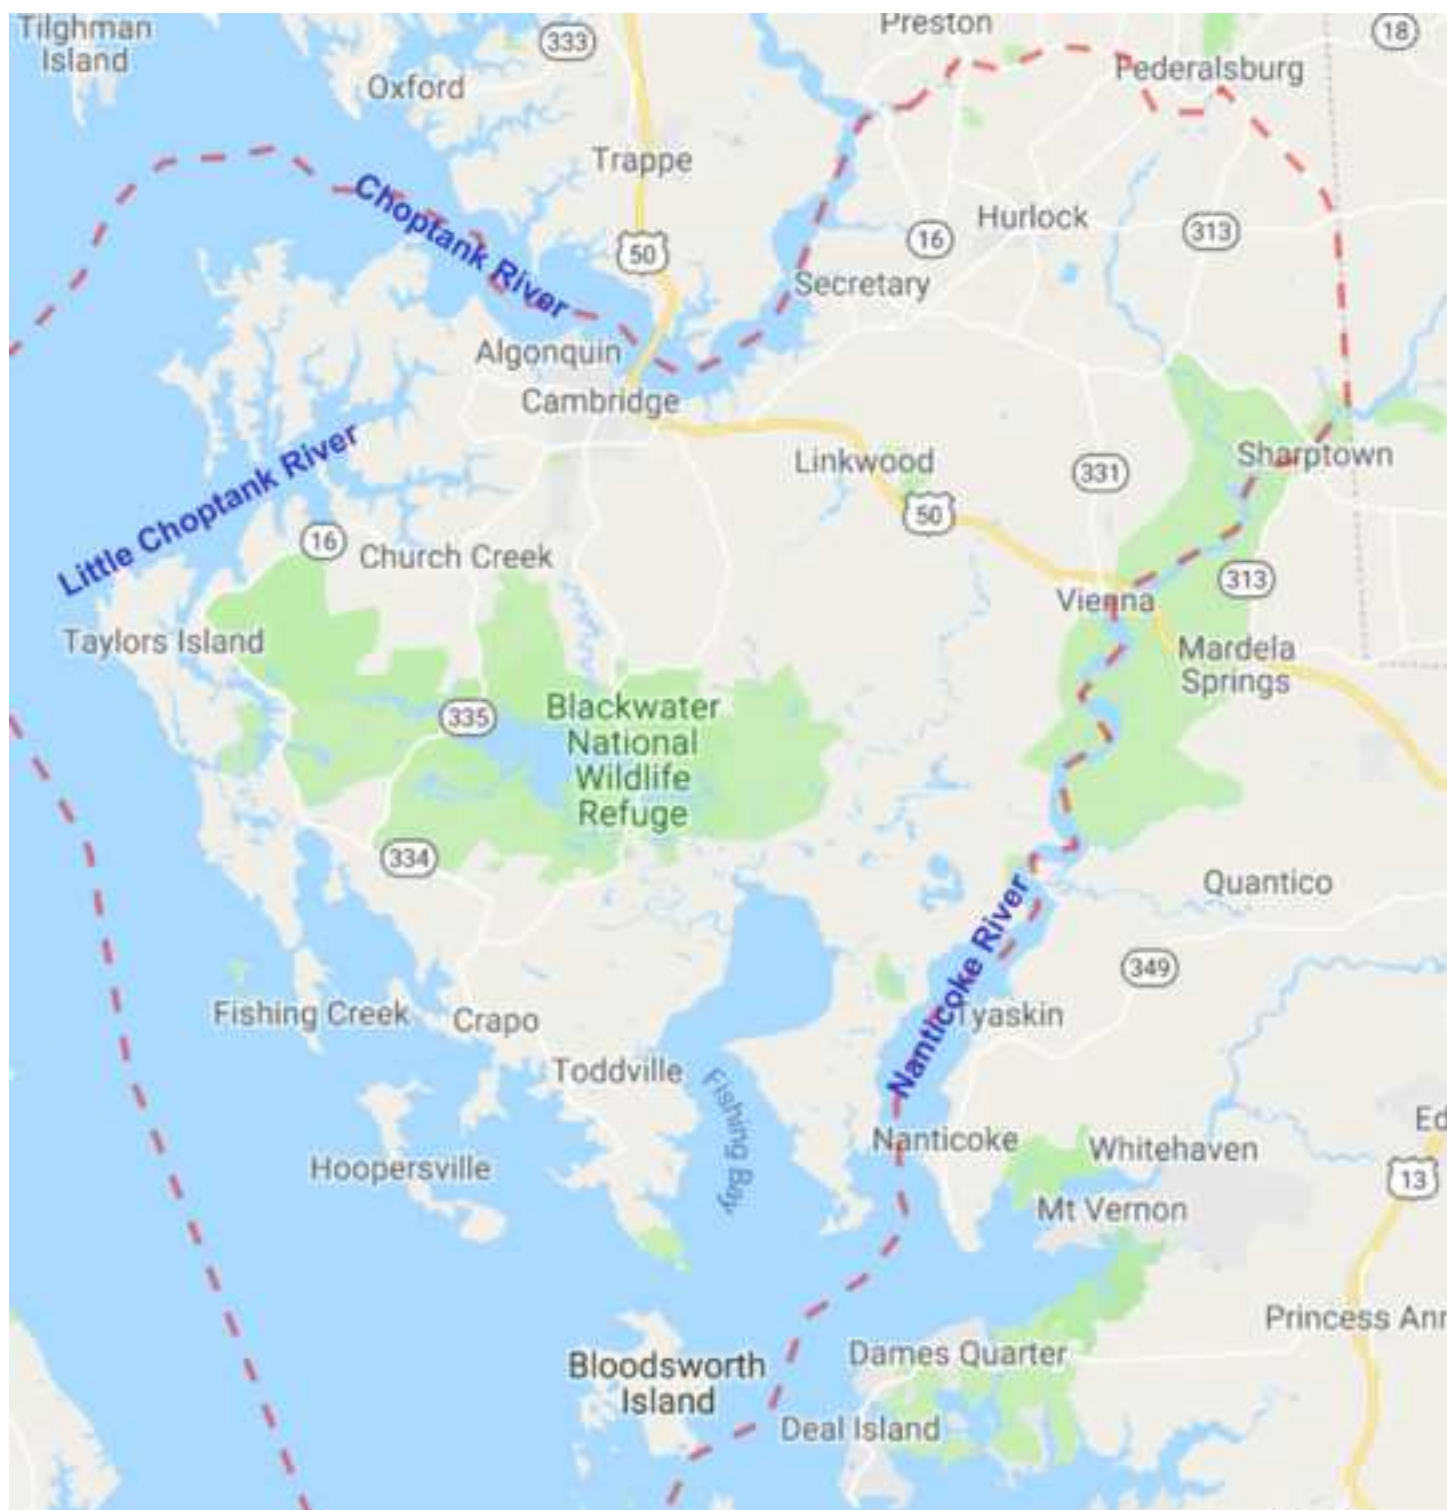 Tilghman
Island
333
Preston
18
Oxford
Federalsburg
Trappe
Choptank River
Hurlock
16
313
50
Secretary
Algonquin
Cambridge
Little Choptank River
Linkwood
331
Sharptown
50
16
Church Creek
313
Vienna
Taylors Island
Mardela
Springs
335
Blackwater
National
Wildlife
Refuge
334
Quantico
Nanticoke River
349
Fishing Creek
Crapo
Tyaskin
Toddville
Fishing Bay
Ed
Nanticoke
Whitehaven
Hoopersville
13
Mt Vernon
Princess Ann
Bloodsworth
Island
Dames Quarter
Deal Island